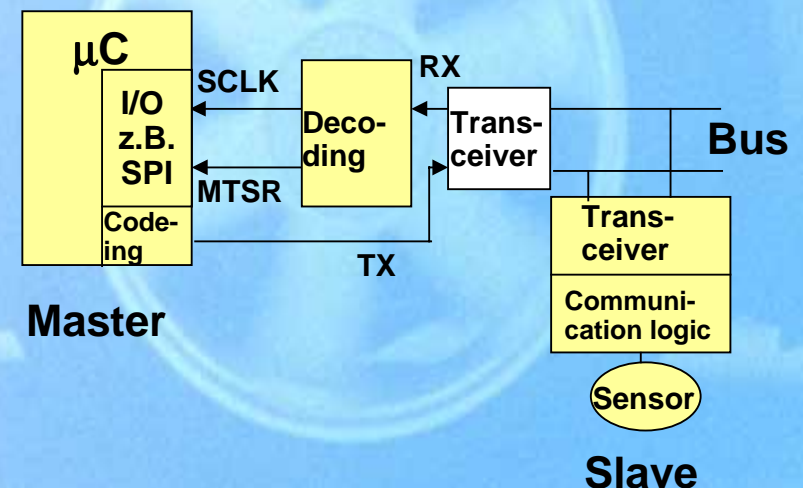 μC
I/O
z.B.
SPI
Code-
ing
SCLK
MTSR
Deco-
ding
RX
TX
Trans-
ceiver
Bus
Trans-
ceiver
Communi-
cation logic
Sensor
Master
Slave